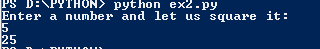 PS D:\PYTHON> python ex2.py
Enter a number and let us square it:
5
25